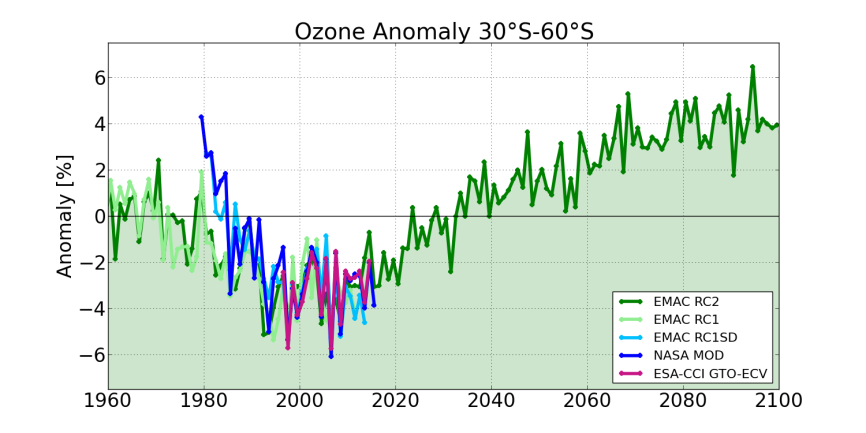 Ozone Anomaly 30°S-60°S
Anomaly [%]
6
4
2
0
−2
−4
−6
EMAC RC2
EMAC RC1
EMAC RC1SD
NASA MOD
ESA-CCI GTO-ECV
1960 1980 2000 2020 2040 2060 2080 2100